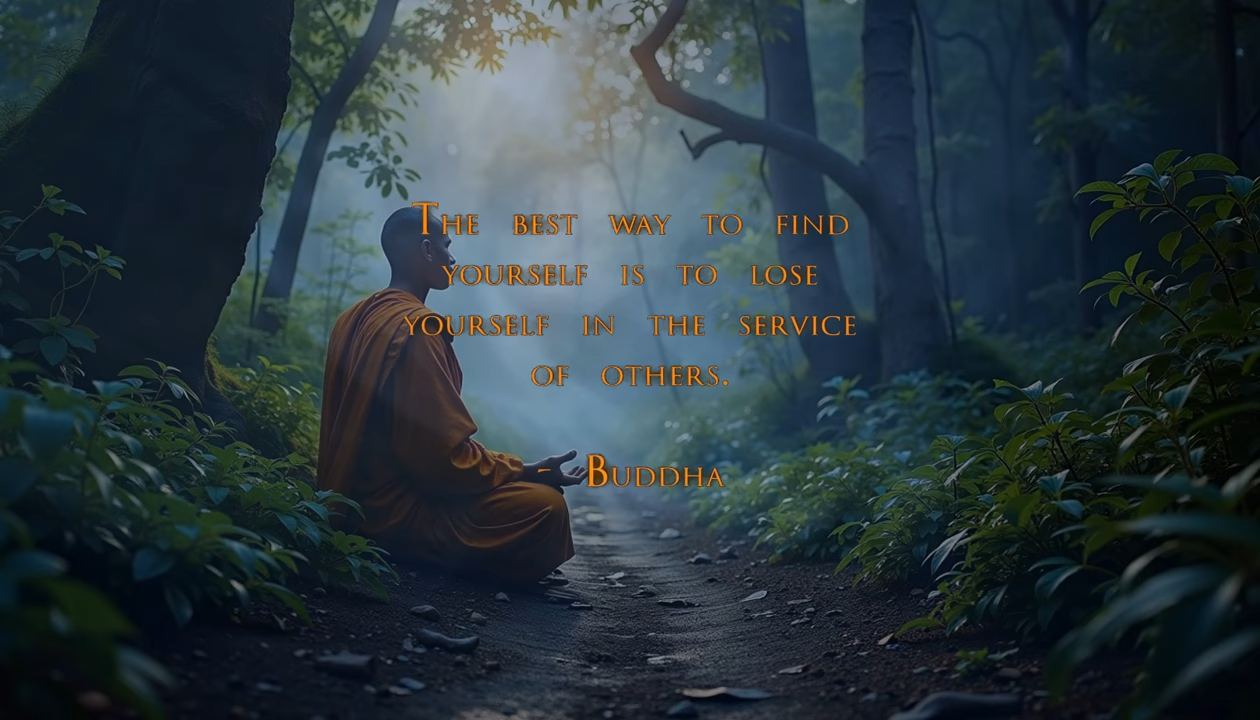 The best way to find
yourself is to lose
yourself in the service
of others.
- Buddha